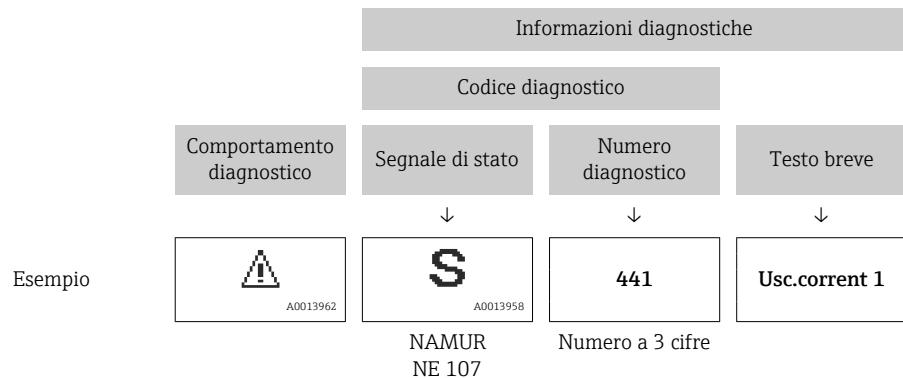 Informazioni diagnostiche
Codice diagnostico
Comportamento
diagnostico
Segnale di stato
Numero
diagnostico
Testo breve
↓ ↓ ↓
Esempio
S
441
Usc.corrent 1
A0013962
A0013958
NAMUR
NE 107
Numero a 3 cifre